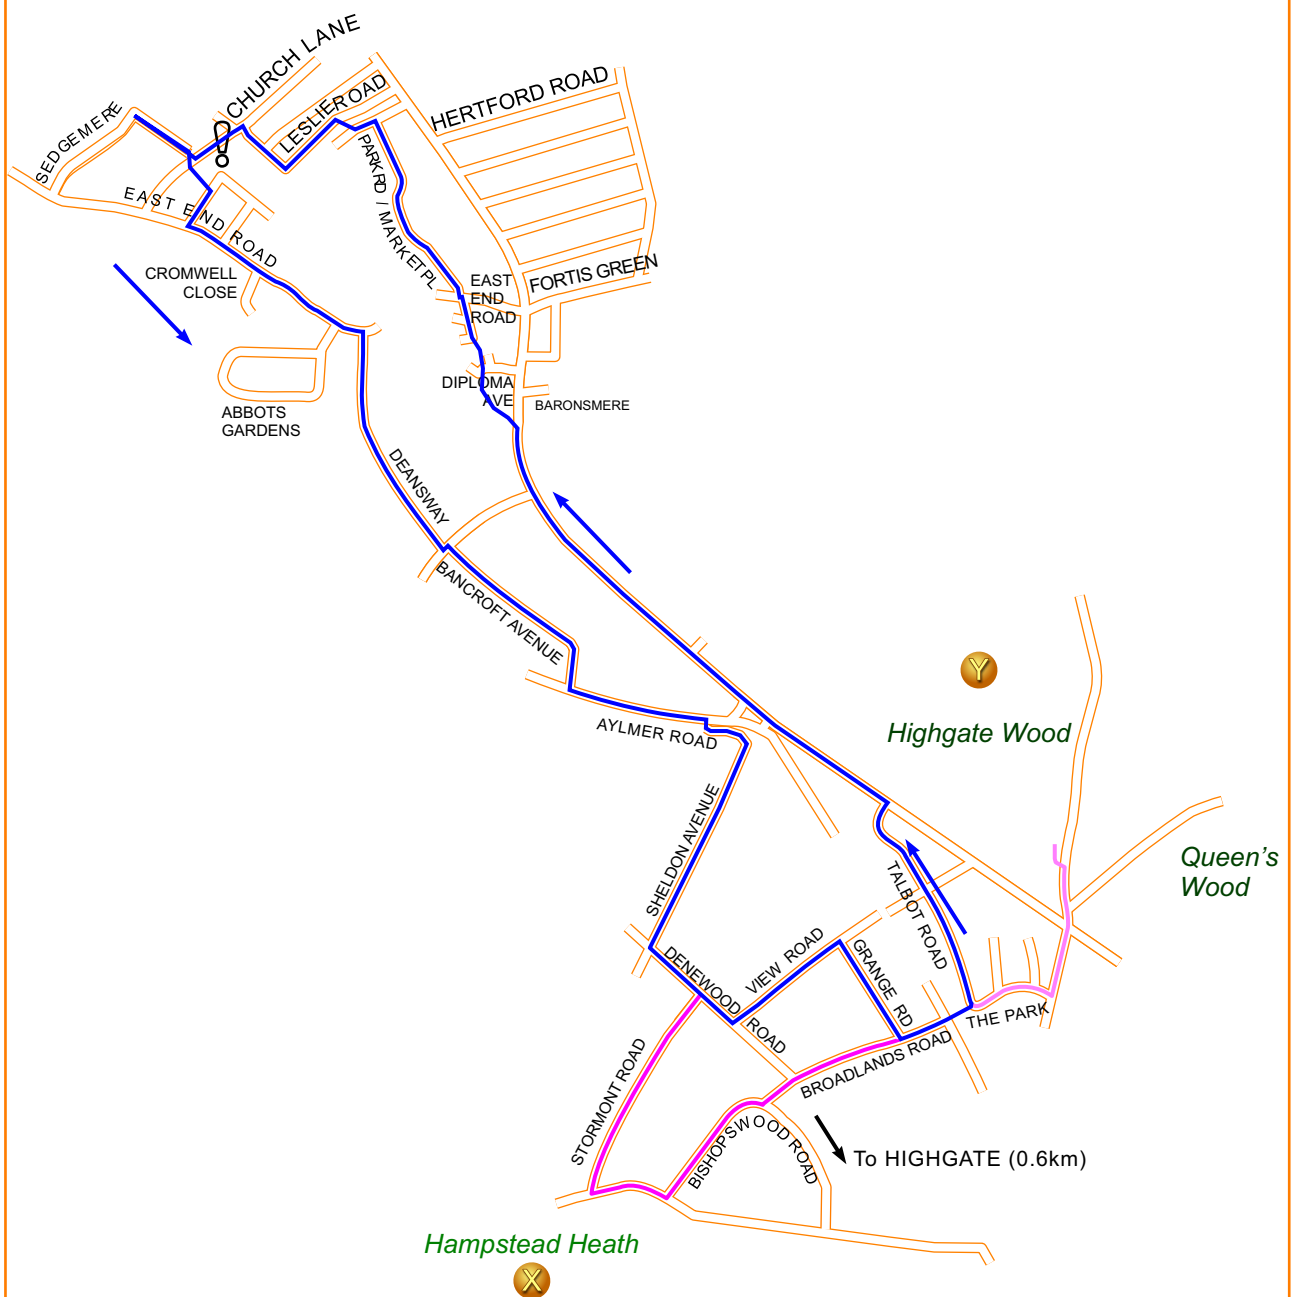 CHURCH LANE
LESLIE ROAD
HERTFORD ROAD
SEDGEMERE
PARK RD / MARKET PL
EAST END ROAD
CROMWELL
CLOSE
EAST
END
ROAD
FORTIS GREEN
DIPLOMA
AVE
BARONSMERE
ABBOTS
GARDENS
DEANSWAY
BANCROFT AVENUE
Y
Highgate Wood
AYLMER ROAD
SHELDON AVENUE
Queen's
Wood
TALBOT ROAD
VIEW ROAD
GRANGE RD
DENEWOOD ROAD
THE PARK
BROADLANDS ROAD
STORMONT ROAD
BISHOPSWOOD ROAD
To HIGHGATE (0.6km)
Hampstead Heath
X